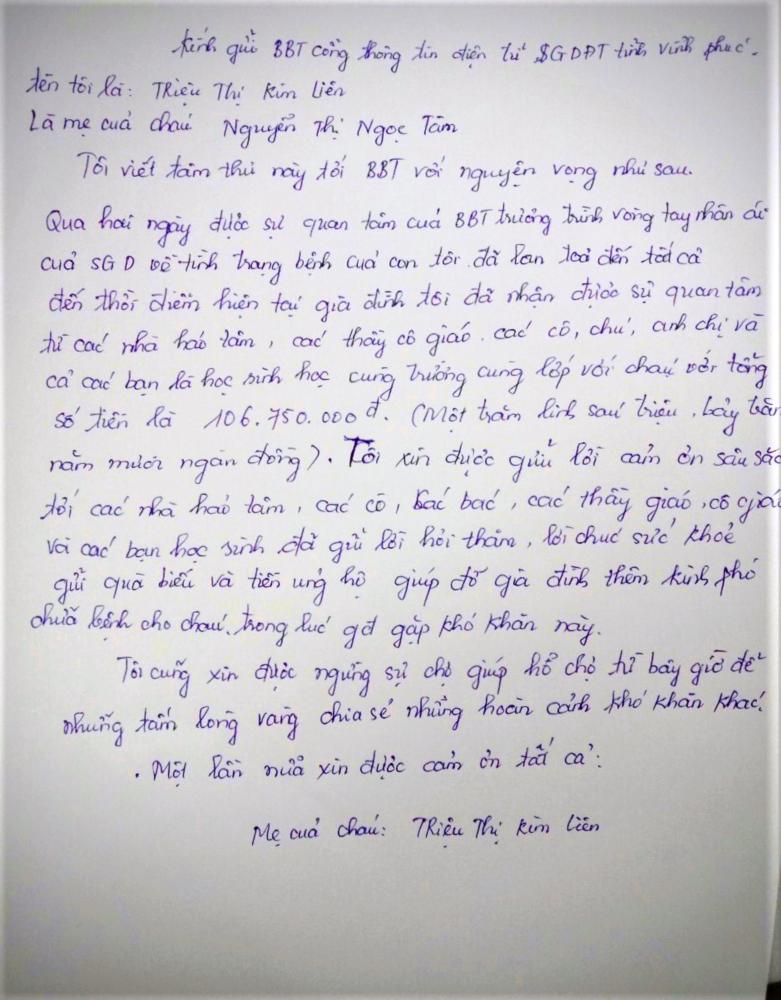 Kính gửi BBT cổng thông tin điện tử SGDĐT tỉnh vĩnh phúc.
tên tôi là: TRiệu Thị Kim Liên
Là mẹ cuả cháu Nguyễn Thị Ngọc Tâm
Tôi viết tâm thư này tới BBT với nguyện vọng như sau.
Qua hai ngày được sự quan tâm cuả BBT trương trình vòng tay nhân ái
cuả SGD về tình trạng bệnh cuả con tôi đã lan toả đến tất cả
đến thời điểm hiện tại gia đình tôi đã nhận được sự quan tâm
từ các nhà hảo tâm, các thầy cô giáo. các cô, chú, anh chị và
cả các bạn là học sinh học cùng trường cùng lớp với cháu với tổng
số tiền là 106.750.000đ. (Một trăm linh sáu triệu, bảy trăm
năm mươi ngàn đồng). Tôi xin được gửi lời cảm ơn sâu sắc
tới các nhà hảo tâm, các cô, bác, các thầy giáo, cô giáo
và các bạn học sinh đã gửi lời hỏi thăm, lời chúc sức khoẻ
gửi quà biếu và tiền ủng hộ giúp đỡ gia đình thêm kinh phí
chữa bệnh cho cháu. trong lúc gđ gặp khó khăn này.
Tôi cũng xin được ngừng sự trợ giúp hỗ trợ từ bây giờ để
những tấm lòng vàng chia sẻ những hoàn cảnh khó khăn khác.
. Một lần nữa xin được cảm ơn tất cả:
Mẹ cuả cháu: TRiệu Thị Kim Liên